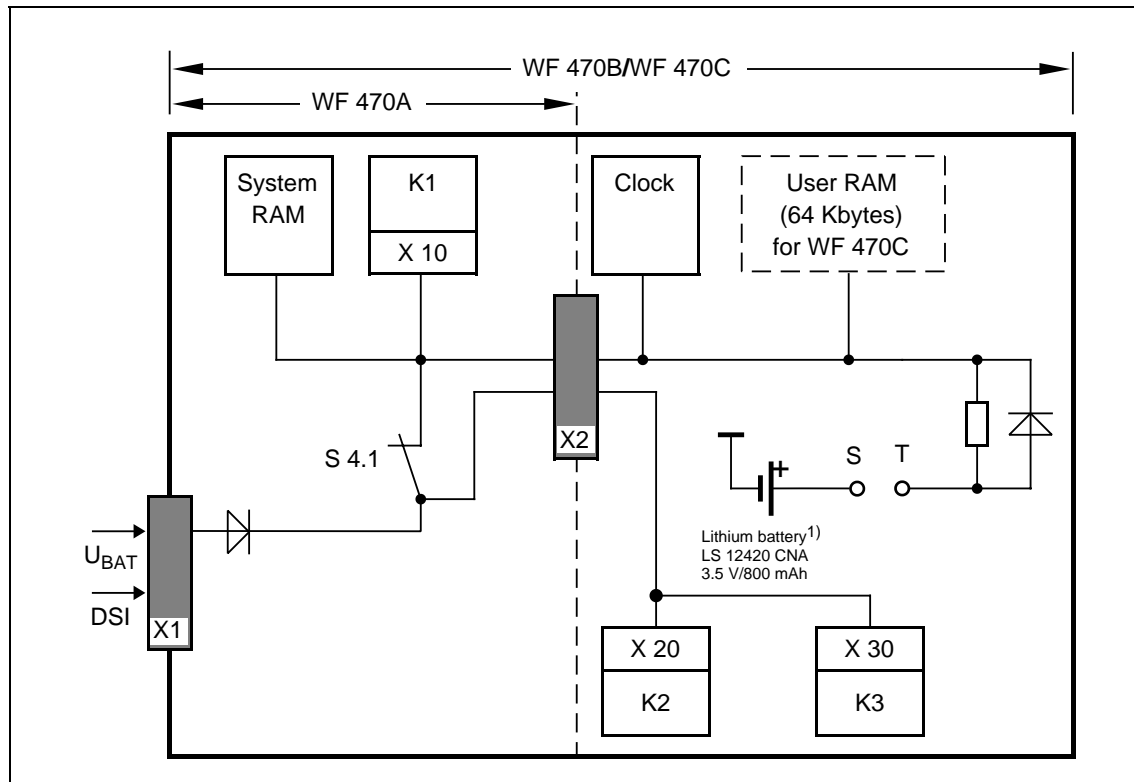 WF 470B/WF 470C
WF 470A
System
RAM
K1
X 10
Clock
User RAM
(64 Kbytes)
for WF 470C
X2
S 4.1
S
T
+
Lithium battery1)
LS 12420 CNA
3.5 V/800 mAh
UBAT
DSI
X1
X 20
K2
X 30
K3